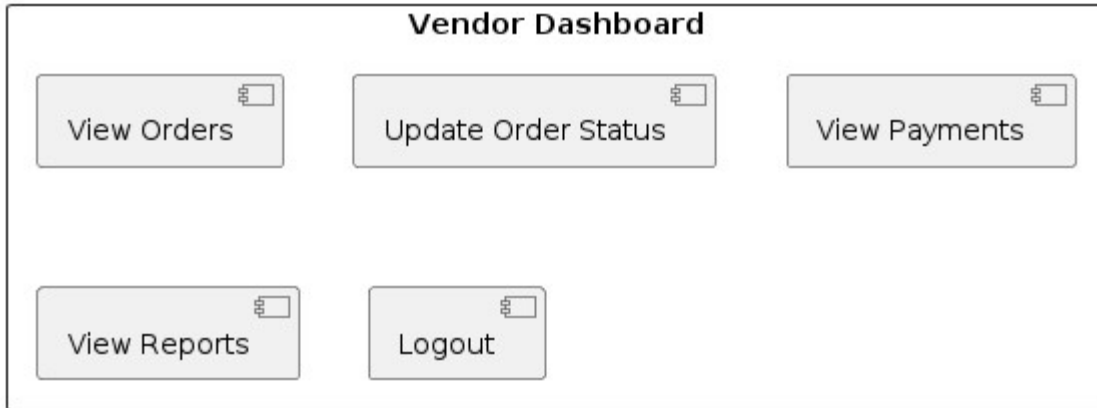 Vendor Dashboard
View Orders
Update Order Status
View Payments
View Reports
Logout